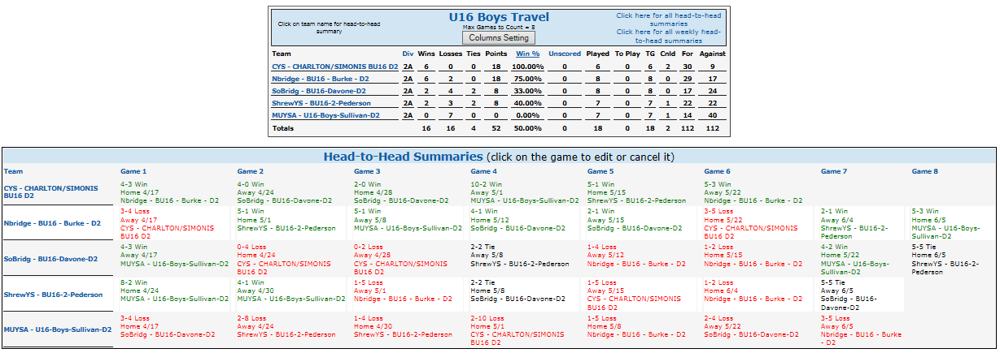 Click on team name for head-to-head
summary
U16 Boys Travel
Max Games to Count = 8
Columns Setting
Click here for all head-to-head
summaries
Click here for all weekly head-
to-head summaries
Team Div Wins Losses Ties Points Win % Unscored Played To Play TG Cnld For Against
CYS - CHARLTON/SIMONIS BU16 D2 2A 6 0 0 18 100.00% 0 6 0 6 2 30 9
Nbridge - BU16 - Burke - D2 2A 6 2 0 18 75.00% 0 8 0 8 0 29 17
SoBridg - BU16-Davone-D2 2A 2 4 2 8 33.00% 0 8 0 8 0 17 24
ShrewYS - BU16-2-Pederson 2A 2 3 2 8 40.00% 0 7 0 7 1 22 22
MUYSA - U16-Boys-Sullivan-D2 2A 0 7 0 0 0.00% 0 7 0 7 1 14 40
Totals 16 16 4 52 50.00% 0 18 0 18 2 112 112
Head-to-Head Summaries (click on the game to edit or cancel it)
Team Game 1 Game 2 Game 3 Game 4 Game 5 Game 6 Game 7 Game 8
CYS - CHARLTON/SIMONIS
BU16 D2
4-3 Win
Home 4/17
Nbridge - BU16 - Burke - D2
4-0 Win
Away 4/24
SoBridg - BU16-Davone-D2
2-0 Win
Home 4/28
SoBridg - BU16-Davone-D2
10-2 Win
Away 5/1
MUYSA - U16-Boys-Sullivan-D2
5-1 Win
Home 5/15
ShrewYS - BU16-2-Pederson
5-3 Win
Away 5/22
Nbridge - BU16 - Burke - D2
Nbridge - BU16 - Burke - D2
3-4 Loss
Away 4/17
CYS - CHARLTON/SIMONIS
BU16 D2
5-1 Win
Home 5/1
ShrewYS - BU16-2-Pederson
5-1 Win
Away 5/8
MUYSA - U16-Boys-Sullivan-D2
4-1 Win
Home 5/12
SoBridg - BU16-Davone-D2
2-1 Win
Away 5/15
SoBridg - BU16-Davone-D2
3-5 Loss
Home 5/22
CYS - CHARLTON/SIMONIS
BU16 D2
2-1 Win
Away 6/4
ShrewYS - BU16-2-
Pederson
5-3 Win
Home 6/5
MUYSA - U16-Boys-
Sullivan-D2
SoBridg - BU16-Davone-D2
4-3 Win
Away 4/17
MUYSA - U16-Boys-Sullivan-D2
0-4 Loss
Home 4/24
CYS - CHARLTON/SIMONIS
BU16 D2
0-2 Loss
Away 4/28
CYS - CHARLTON/SIMONIS
BU16 D2
2-2 Tie
Away 5/8
ShrewYS - BU16-2-Pederson
1-4 Loss
Away 5/12
Nbridge - BU16 - Burke - D2
1-2 Loss
Home 5/15
Nbridge - BU16 - Burke - D2
4-2 Win
Home 5/22
MUYSA - U16-Boys-
Sullivan-D2
5-5 Tie
Home 6/5
ShrewYS - BU16-2-
Pederson
ShrewYS - BU16-2-Pederson
8-2 Win
Home 4/24
MUYSA - U16-Boys-Sullivan-D2
4-1 Win
Away 4/30
MUYSA - U16-Boys-Sullivan-D2
1-5 Loss
Away 5/1
Nbridge - BU16 - Burke - D2
2-2 Tie
Home 5/8
SoBridg - BU16-Davone-D2
1-5 Loss
Away 5/15
CYS - CHARLTON/SIMONIS
BU16 D2
1-2 Loss
Home 6/4
Nbridge - BU16 - Burke - D2
5-5 Tie
Away 6/5
SoBridg - BU16-
Davone-D2
MUYSA - U16-Boys-Sullivan-D2
3-4 Loss
Home 4/17
SoBridg - BU16-Davone-D2
2-8 Loss
Away 4/24
ShrewYS - BU16-2-Pederson
1-4 Loss
Home 4/30
ShrewYS - BU16-2-Pederson
2-10 Loss
Home 5/1
CYS - CHARLTON/SIMONIS
BU16 D2
1-5 Loss
Home 5/8
Nbridge - BU16 - Burke - D2
2-4 Loss
Away 5/22
SoBridg - BU16-Davone-D2
3-5 Loss
Away 6/5
Nbridge - BU16 - Burke
- D2